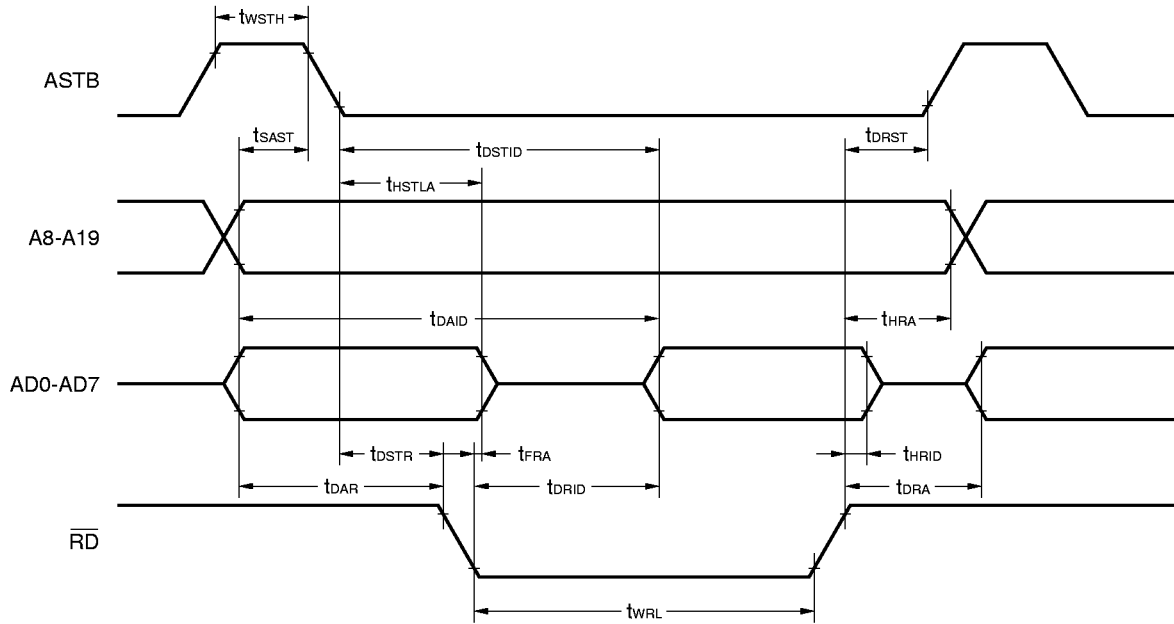 tWSTH
ASTB
tSAST
tDSTID
tDRST
tHSTLA
A8-A19
tDAID
tHRA
AD0-AD7
tDSTR
tFRA
tHRID
tDAR
tDRID
tDRA
RD
tWRL